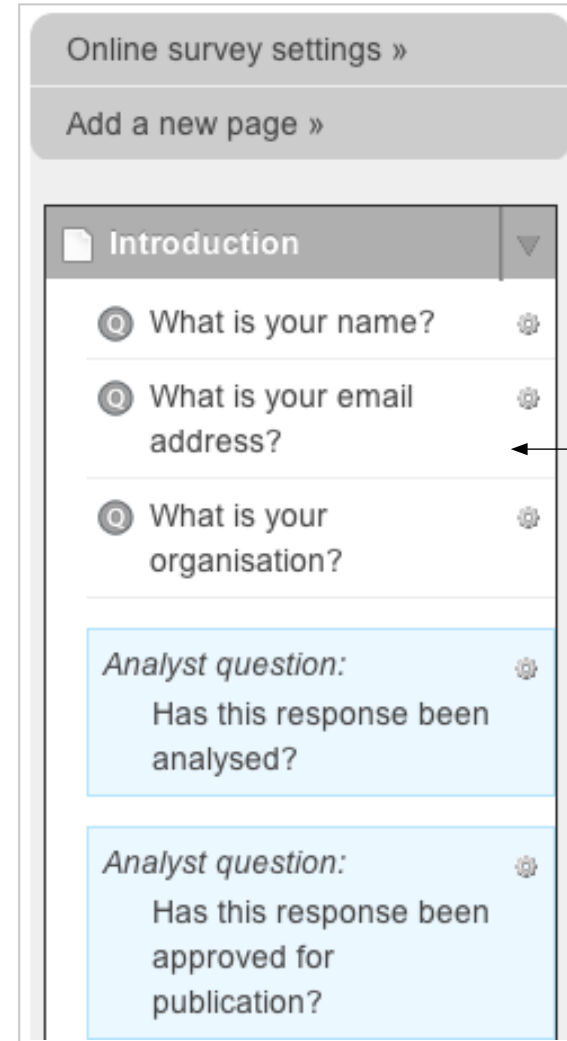 Online survey settings »
Add a new page »
Introduction
Q What is your name?
Q What is your email
address?
Q What is your
organisation?
Analyst question:
Has this response been
analysed?
Analyst question:
Has this response been
approved for
publication?